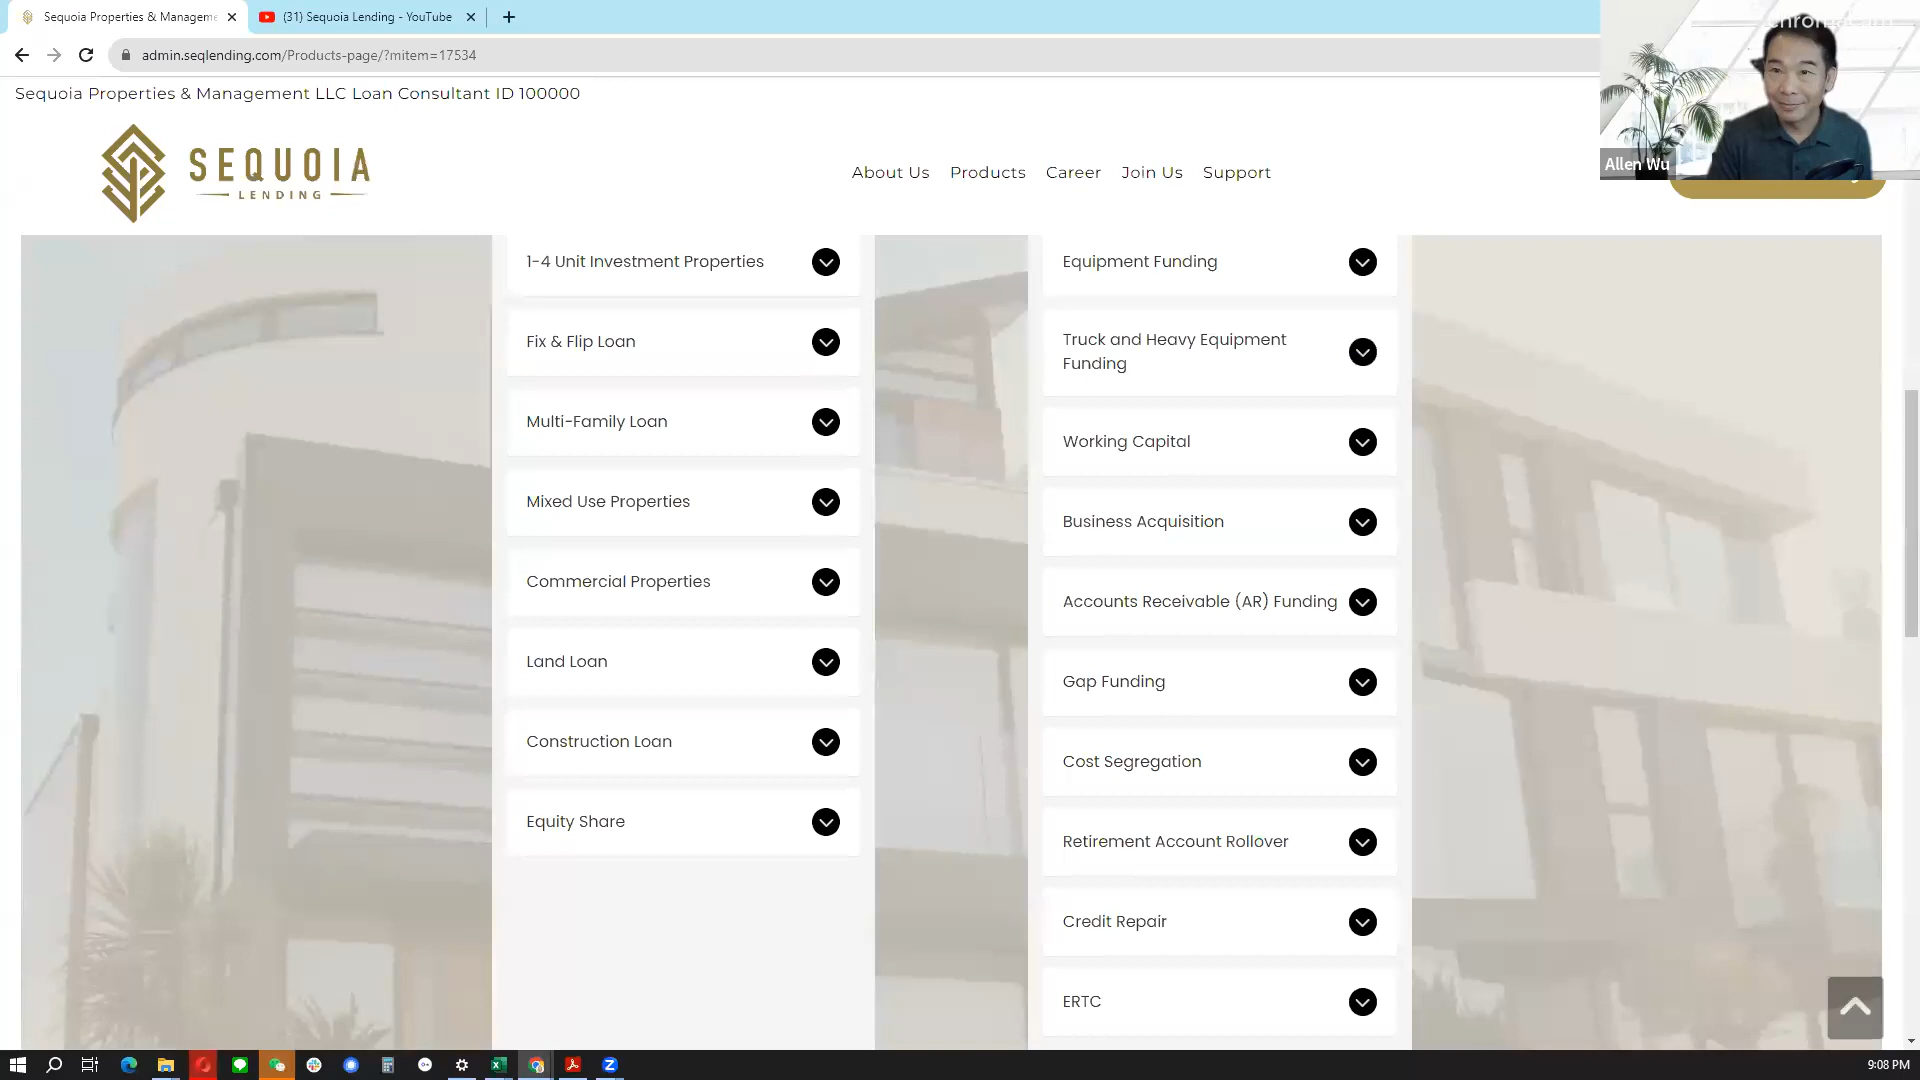 Sequoia Properties & Manageme
(31) Sequoia Lending - YouTube
admin.seqlending.com/Products-page/?mitem=17534
Sequoia Properties & Management LLC Loan Consultant ID 100000
SEQUOIA
LENDING
About Us
Products
Career
Join Us
Support
Allen Wu
1-4 Unit Investment Properties
Fix & Flip Loan
Multi-Family Loan
Mixed Use Properties
Commercial Properties
Land Loan
Construction Loan
Equity Share
Equipment Funding
Truck and Heavy Equipment
Funding
Working Capital
Business Acquisition
Accounts Receivable (AR) Funding
Gap Funding
Cost Segregation
Retirement Account Rollover
Credit Repair
ERTC
9:08 PM